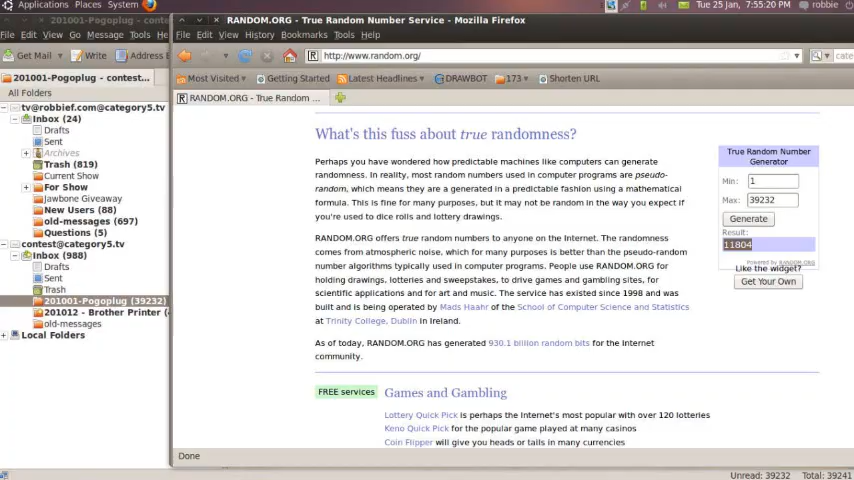 Applications Places System
Tue 25 Jan, 7:55:20 PM
robbie
201001-Pogoplug - conte
File Edit View Go Message Tools
Get Mail Write Address
201001-Pogoplug - contest...
All Folders
tv@robbief.com@category5.tv
Inbox (24)
Drafts
Sent
Archives
Trash (819)
Current Show
For Show
Jawbone Giveaway
New Users (88)
old-messages (697)
Questions (5)
contest@category5.tv
Inbox (988)
Drafts
Sent
Trash
201001-Pogoplug (39232)
201012 - Brother Printer (
old-messages
Local Folders
RANDOM.ORG - True Random Number Service - Mozilla Firefox
File Edit View History Bookmarks Tools Help
http://www.random.org/
cate
Most Visited Getting Started Latest Headlines DRAWBOT 173 Shorten URL
RANDOM.ORG - True Random ...
What's this fuss about true randomness?
Perhaps you have wondered how predictable machines like computers can generate
randomness. In reality, most random numbers used in computer programs are pseudo-
random, which means they are a generated in a predictable fashion using a mathematical
formula. This is fine for many purposes, but it may not be random in the way you expect if
you're used to dice rolls and lottery drawings.
RANDOM.ORG offers true random numbers to anyone on the Internet. The randomness
comes from atmospheric noise, which for many purposes is better than the pseudo-random
number algorithms typically used in computer programs. People use RANDOM.ORG for
holding drawings, lotteries and sweepstakes, to drive games and gambling sites, for
scientific applications and for art and music. The service has existed since 1998 and was
built and is being operated by Mads Haahr of the School of Computer Science and Statistics
at Trinity College, Dublin in Ireland.
As of today, RANDOM.ORG has generated 930.1 billion random bits for the Internet
community.
FREE services
Games and Gambling
Lottery Quick Pick is perhaps the Internet's most popular with over 120 lotteries
Keno Quick Pick for the popular game played at many casinos
Coin Flipper will give you heads or tails in many currencies
True Random Number
Generator
Min: 1
Max: 39232
Generate
Result:
11804
Powered by RANDOM.ORG
Like the widget?
Get Your Own
Done
Unread: 39232 Total: 39241